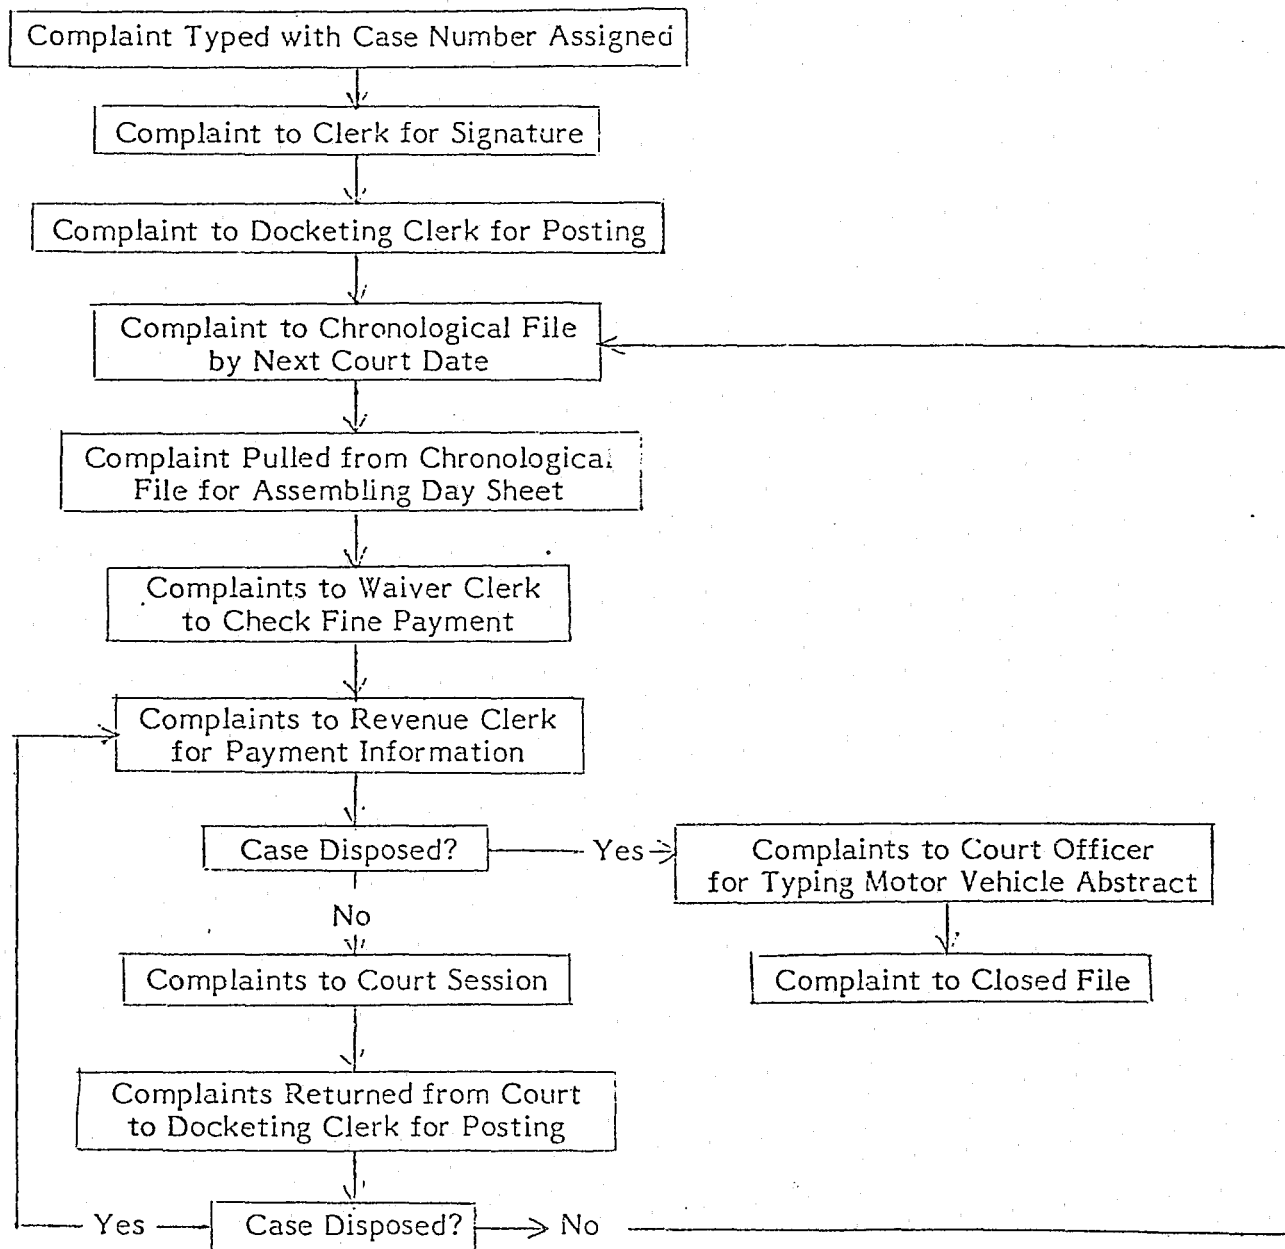 Complaint Typed with Case Number Assigned
Complaint to Clerk for Signature
Complaint to Docketing Clerk for Posting
Complaint to Chronological File
by Next Court Date
Complaint Pulled from Chronological
File for Assembling Day Sheet
Complaints to Waiver Clerk
to Check Fine Payment
Complaints to Revenue Clerk
for Payment Information
Case Disposed?
Yes
Complaints to Court Officer
for Typing Motor Vehicle Abstract
No
Complaints to Court Session
Complaint to Closed File
Complaints Returned from Court
to Docketing Clerk for Posting
Yes
Case Disposed?
No